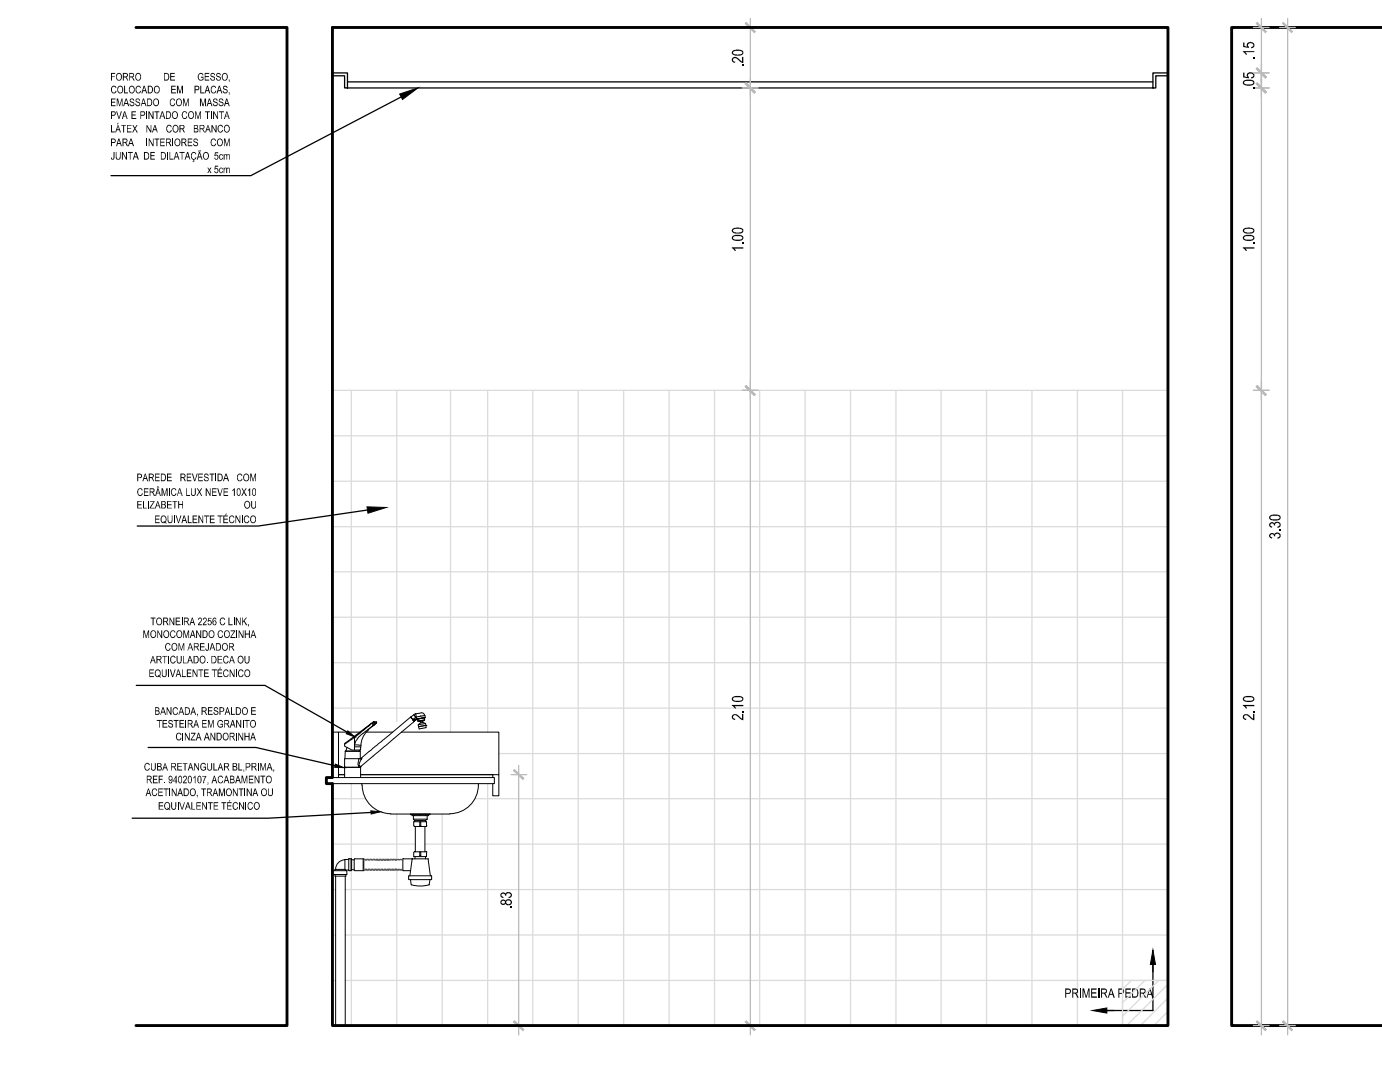 FORRO DE GESSO,
COLOCADO EM PLACAS,
EMASSADO COM MASSA
PVA E PINTADO COM TINTA
LÁTEX NA COR BRANCO
PARA INTERIORES COM
JUNTA DE DILATAÇÃO 5cm
x 5cm
PAREDE REVESTIDA COM
CERÂMICA LUX NEVE 10X10
ELIZABETH OU
EQUIVALENTE TÉCNICO
TORNEIRA 2256 C LINK,
MONOCOMANDO COZINHA
COM AREJADOR
ARTICULADO. DECA OU
EQUIVALENTE TÉCNICO
BANCADA, RESPALDO E
TESTEIRA EM GRANITO
CINZA ANDORINHA
CUBA RETANGULAR BL,PRIMA,
REF. 94020107, ACABAMENTO
ACETINADO, TRAMONTINA OU
EQUIVALENTE TÉCNICO
.20
1.00
2.10
.83
PRIMEIRA PEDRA
.15
.05
1.00
3.30
2.10